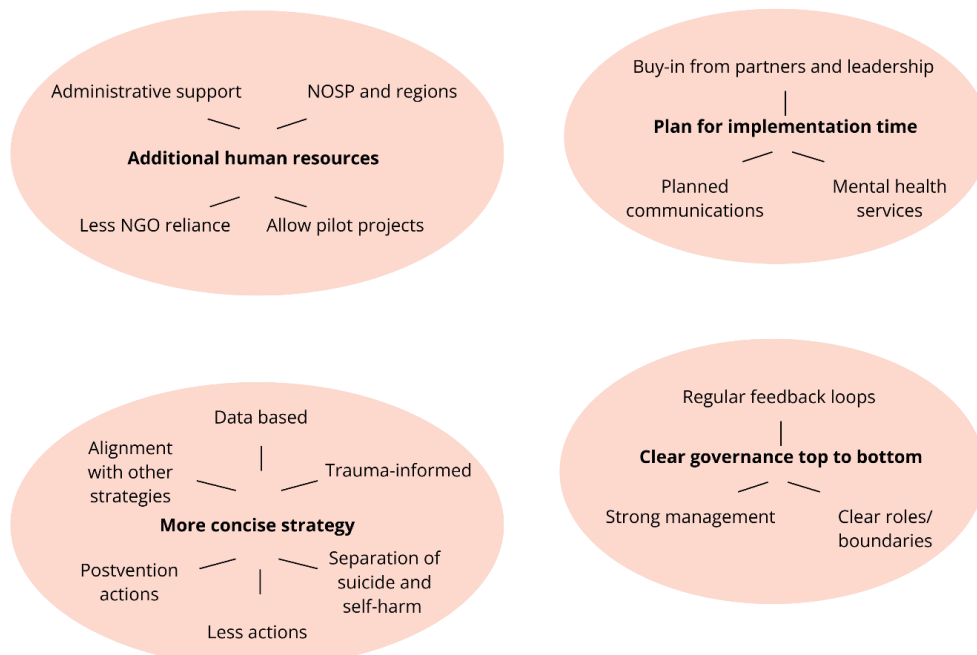 Administrative support
NOSP and regions
Additional human resources
Less NGO reliance
Allow pilot projects
Buy-in from partners and leadership
Plan for implementation time
Planned
communications
Mental health
services
Data based
Alignment
with other
strategies
Trauma-informed
More concise strategy
Postvention
actions
Separation of
suicide and
self-harm
Less actions
Regular feedback loops
Clear governance top to bottom
Strong management
Clear roles/
boundaries